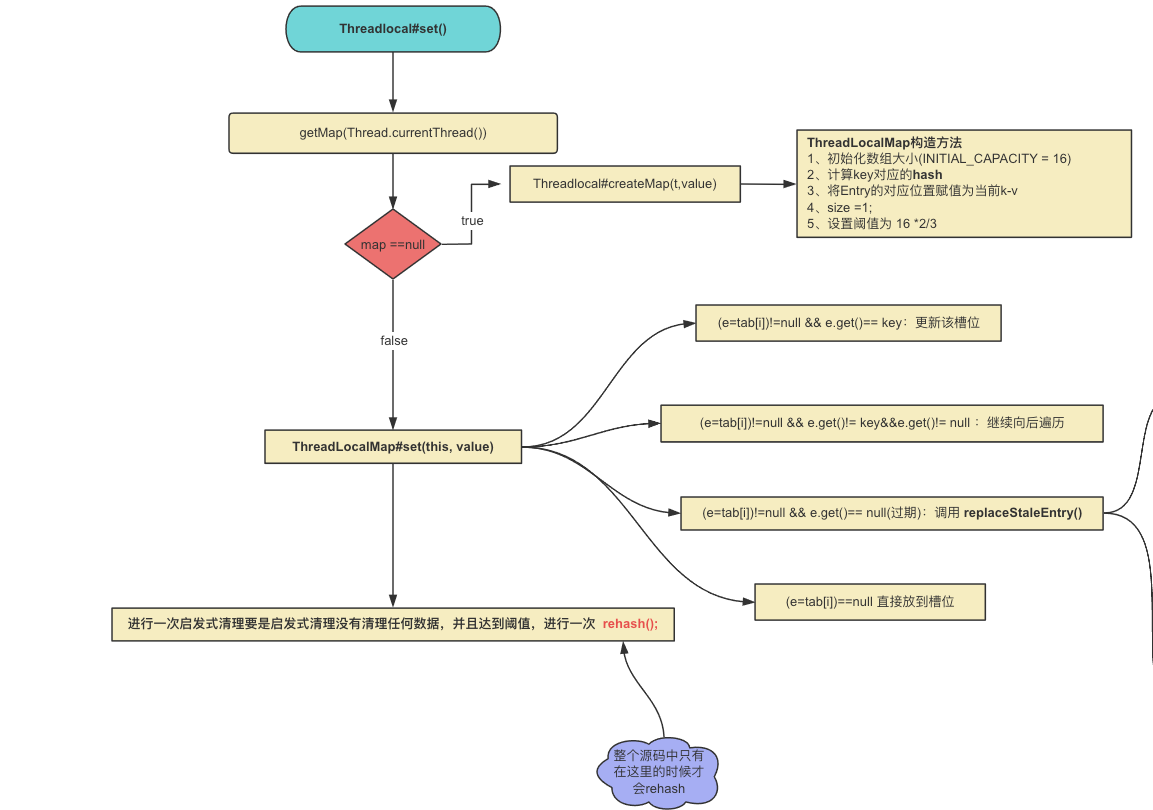 Threadlocal#set()
getMap(Thread.currentThread())
map ==null
true
Threadlocal#createMap(t,value)
ThreadLocalMap构造方法
1、初始化数组大小(INITIAL_CAPACITY = 16)
2、计算key对应的hash
3、将Entry的对应位置赋值为当前k-v
4、size =1;
5、设置阈值为 16 *2/3
false
(e=tab[i])!=null && e.get()== key：更新该槽位
(e=tab[i])!=null && e.get()!= key&&e.get()!= null ：继续向后遍历
ThreadLocalMap#set(this, value)
(e=tab[i])!=null && e.get()== null(过期)：调用 replaceStaleEntry()
(e=tab[i])==null 直接放到槽位
进行一次启发式清理要是启发式清理没有清理任何数据，并且达到阈值，进行一次 rehash();
整个源码中只有
在这里的时候才
会rehash